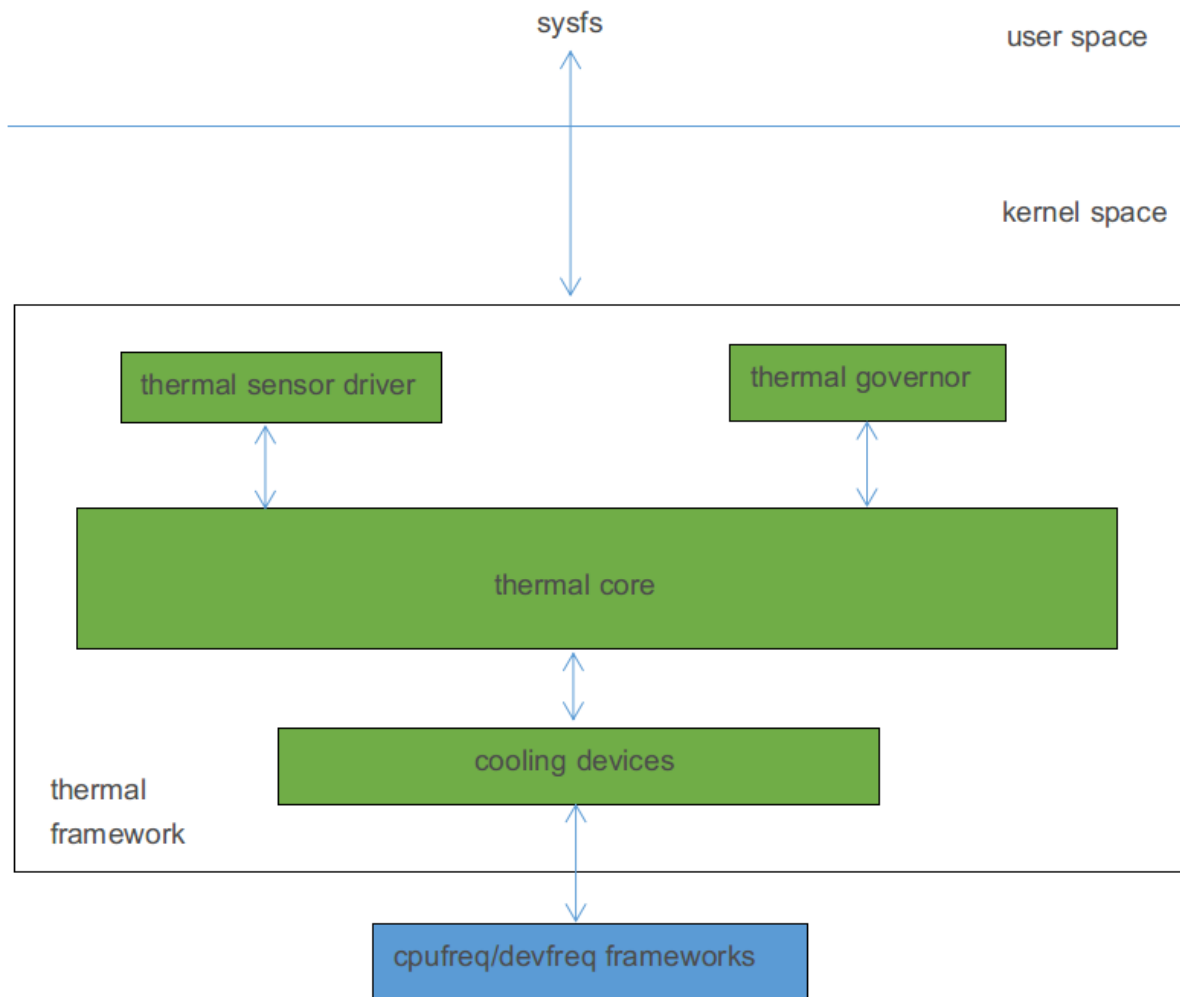 sysfs
user space
kernel space
thermal sensor driver
thermal governor
thermal core
cooling devices
thermal
framework
cpufreq/devfreq frameworks